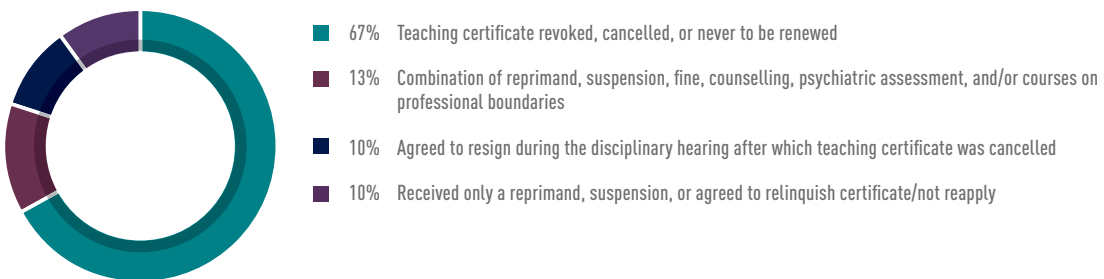 67% Teaching certificate revoked, cancelled, or never to be renewed
13% Combination of reprimand, suspension, fine, counselling, psychiatric assessment, and/or courses on
professional boundaries
10% Agreed to resign during the disciplinary hearing after which teaching certificate was cancelled
10% Received only a reprimand, suspension, or agreed to relinquish certificate/not reapply